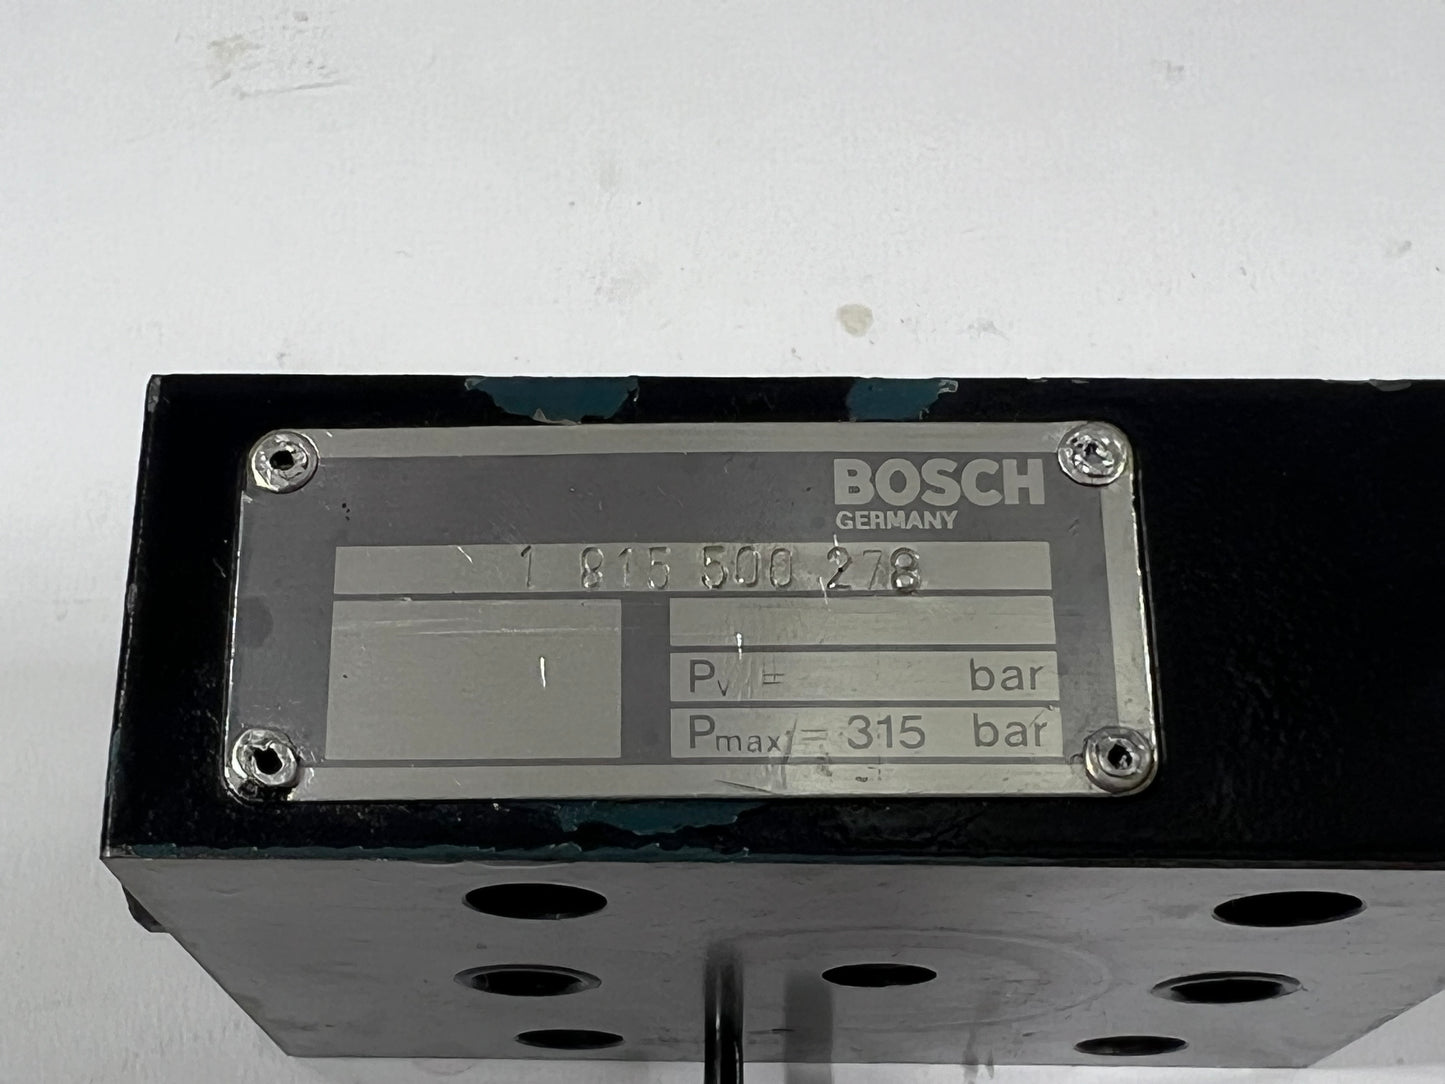 BOSCH
GERMANY
1 815 500 278
Pv = bar
Pmax = 315 bar